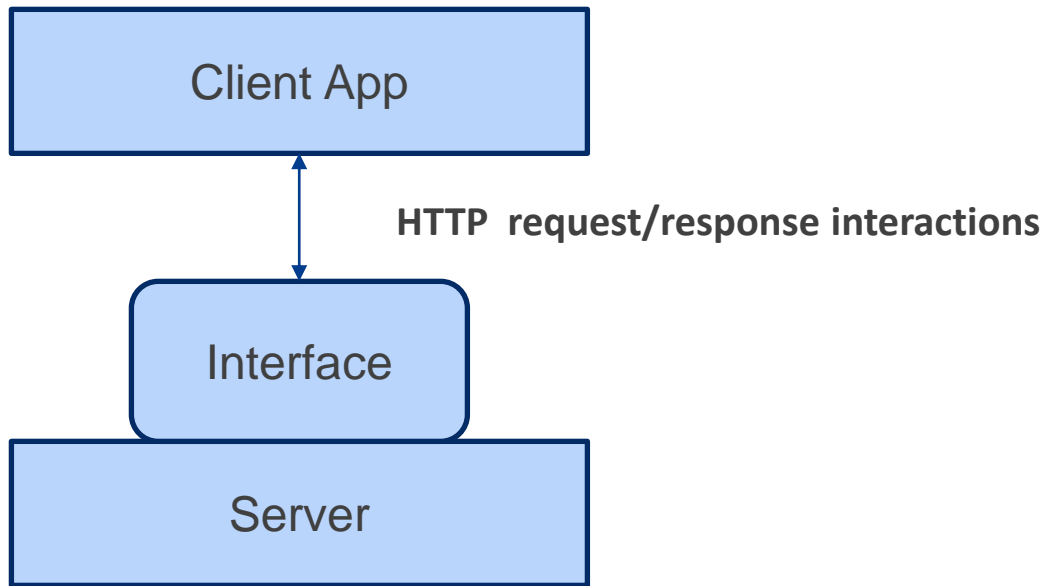 Client App
HTTP request/response interactions
Interface
Server